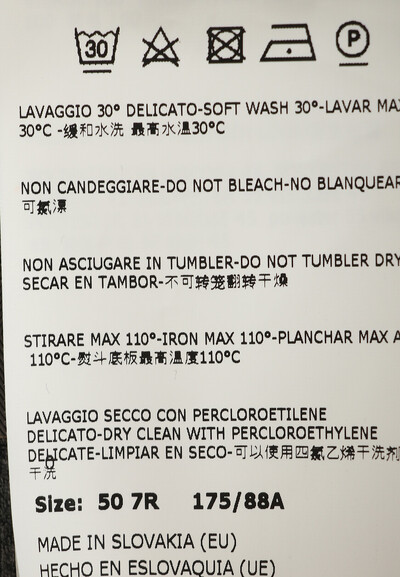 30 P
LAVAGGIO 30° DELICATO-SOFT WASH 30°-LAVAR MAX
30°C -缓和水洗 最高水温30°C
NON CANDEGGIARE-DO NOT BLEACH-NO BLANQUEAR
可氯漂
NON ASCIUGARE IN TUMBLER-DO NOT TUMBLER DRY
SECAR EN TAMBOR-不可转笼翻转干燥
STIRARE MAX 110°-IRON MAX 110°-PLANCHAR MAX A
110°C-熨斗底板最高温度110°C
LAVAGGIO SECCO CON PERCLOROETILENE
DELICATO-DRY CLEAN WITH PERCLOROETHYLENE
DELICATE-LIMPIAR EN SECO-可以使用四氯乙烯干洗剂
干洗
Size: 50 7R 175/88A
MADE IN SLOVAKIA (EU)
HECHO EN ESLOVAQUIA (UE)